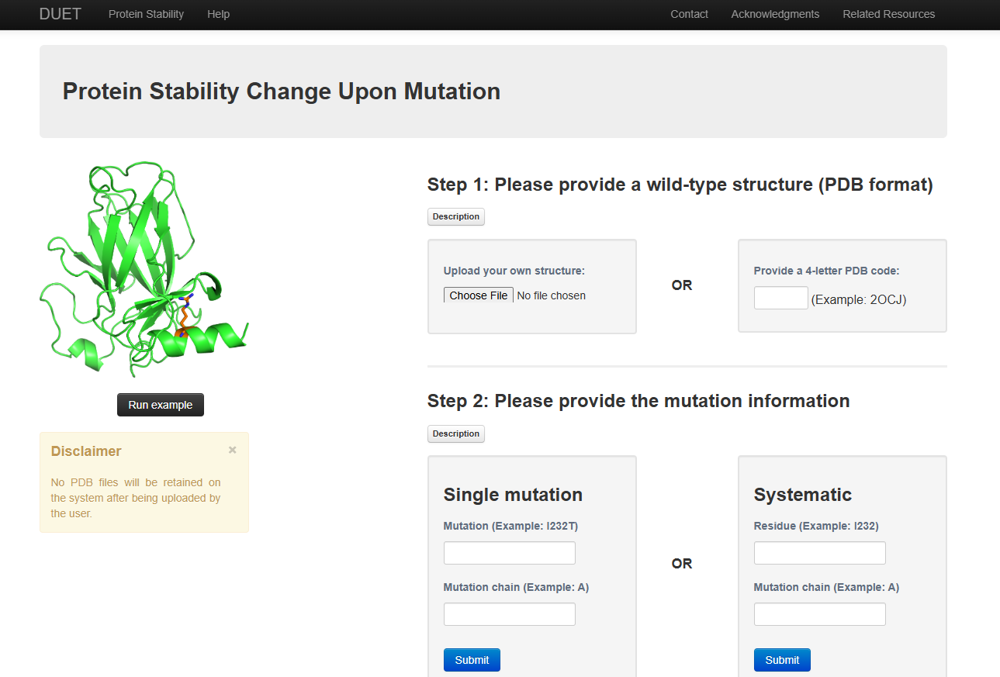 DUET Protein Stability Help Contact Acknowledgments Related Resources
Protein Stability Change Upon Mutation
Run example
Disclaimer ×
No PDB files will be retained on
the system after being uploaded by
the user.
Step 1: Please provide a wild-type structure (PDB format)
Description
Upload your own structure:
Choose File No file chosen
OR
Provide a 4-letter PDB code:
(Example: 2OCJ)
Step 2: Please provide the mutation information
Description
Single mutation
Mutation (Example: I232T)
Mutation chain (Example: A)
Submit
OR
Systematic
Residue (Example: I232)
Mutation chain (Example: A)
Submit